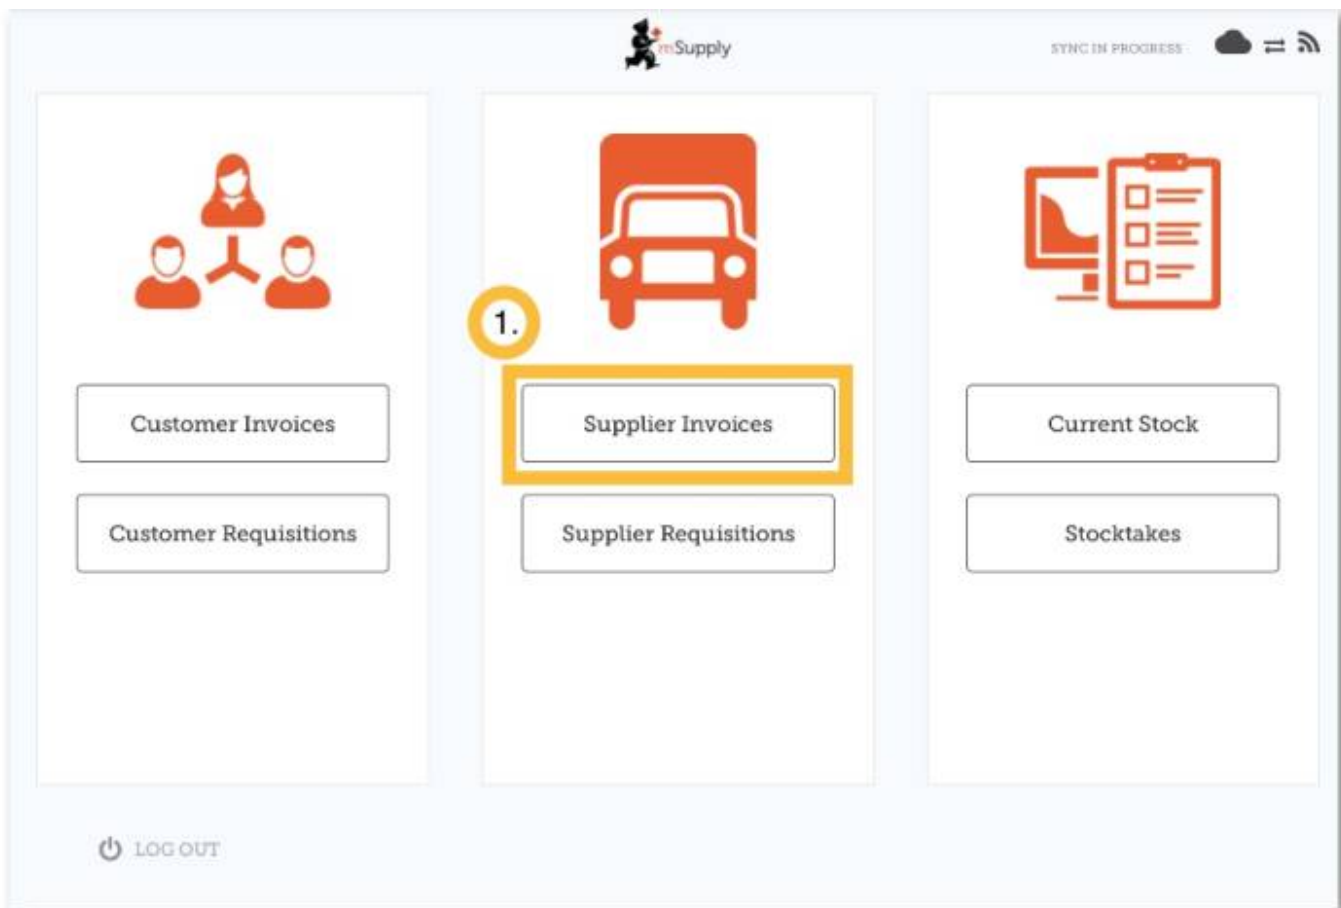 mSupply
SYNC IN PROGRESS
1.
Customer Invoices
Supplier Invoices
Current Stock
Customer Requisitions
Supplier Requisitions
Stocktakes
LOG OUT